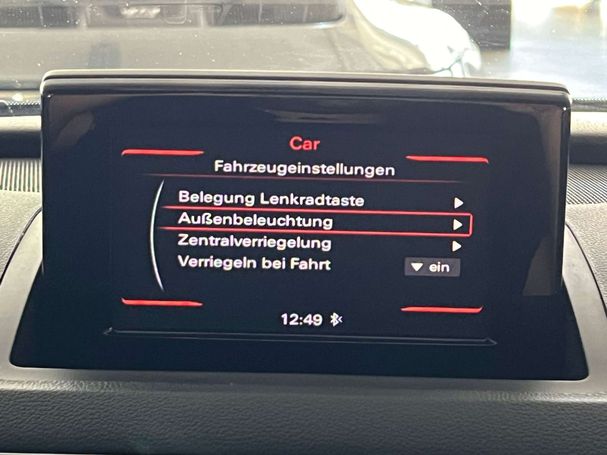 Car
Fahrzeugeinstellungen
Belegung Lenkradtaste
Außenbeleuchtung
Zentralverriegelung
Verriegeln bei Fahrt ein
12:49